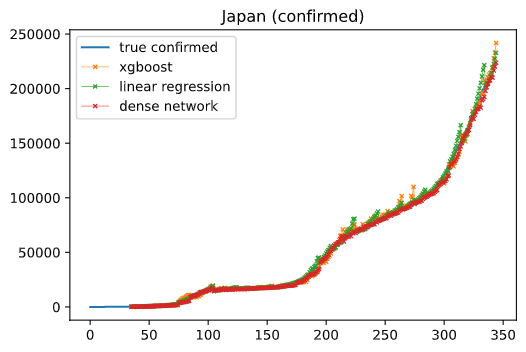 Japan (confirmed)
250000
200000
150000
100000
50000
0
true confirmed
xgboost
linear regression
dense network
0 50 100 150 200 250 300 350